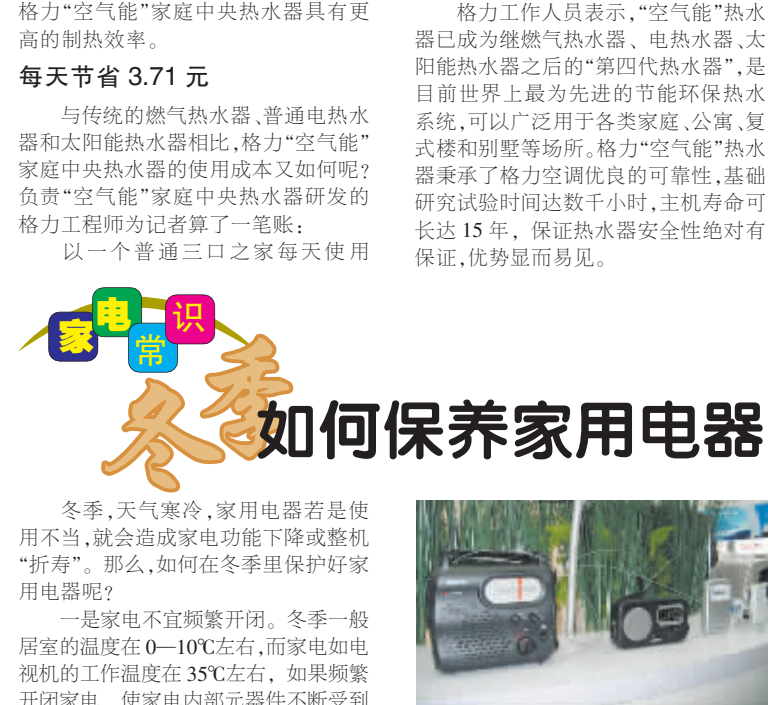 格力“空气能”家庭中央热水器具有更
高的制热效率。
每天节省 3.71 元
与传统的燃气热水器、普通电热水
器和太阳能热水器相比,格力“空气能”
家庭中央热水器的使用成本又如何呢?
负责“空气能”家庭中央热水器研发的
格力工程师为记者算了一笔账:
以一个普通三口之家每天使用
格力工作人员表示,“空气能”热水
器已成为继燃气热水器、电热水器、太
阳能热水器之后的“第四代热水器”,是
目前世界上最为先进的节能环保热水
系统,可以广泛用于各类家庭、公寓、复
式楼和别墅等场所。格力“空气能”热水
器秉承了格力空调优良的可靠性,基础
研究试验时间达数千小时,主机寿命可
长达 15 年，保证热水器安全性绝对有
保证,优势显而易见。
家电常识
冬季如何保养家用电器
冬季,天气寒冷,家用电器若是使
用不当,就会造成家电功能下降或整机
“折寿”。那么,如何在冬季里保护好家
用电器呢?
一是家电不宜频繁开闭。冬季一般
居室的温度在 0—10℃左右,而家电如电
视机的工作温度在 35℃左右，如果频繁
开闭家电，使家电内部元器件不断受到